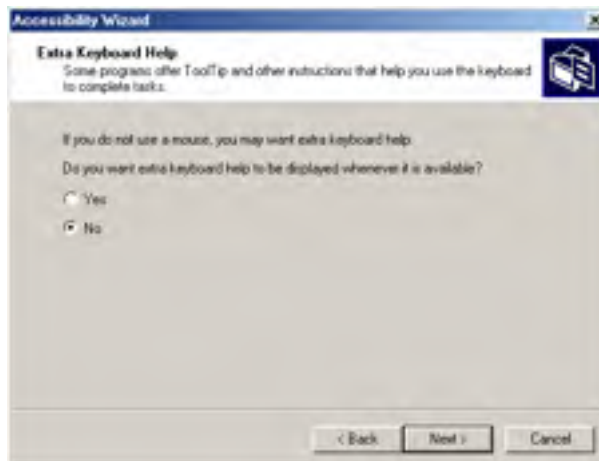 Accessibility Wizard
Extra Keyboard Help
Some programs offer ToolTip and other instructions that help you use the keyboard
to complete tasks.
If you do not use a mouse, you may want extra keyboard help.
Do you want extra keyboard help to be displayed whenever it is available?
Yes
No
< Back Next > Cancel